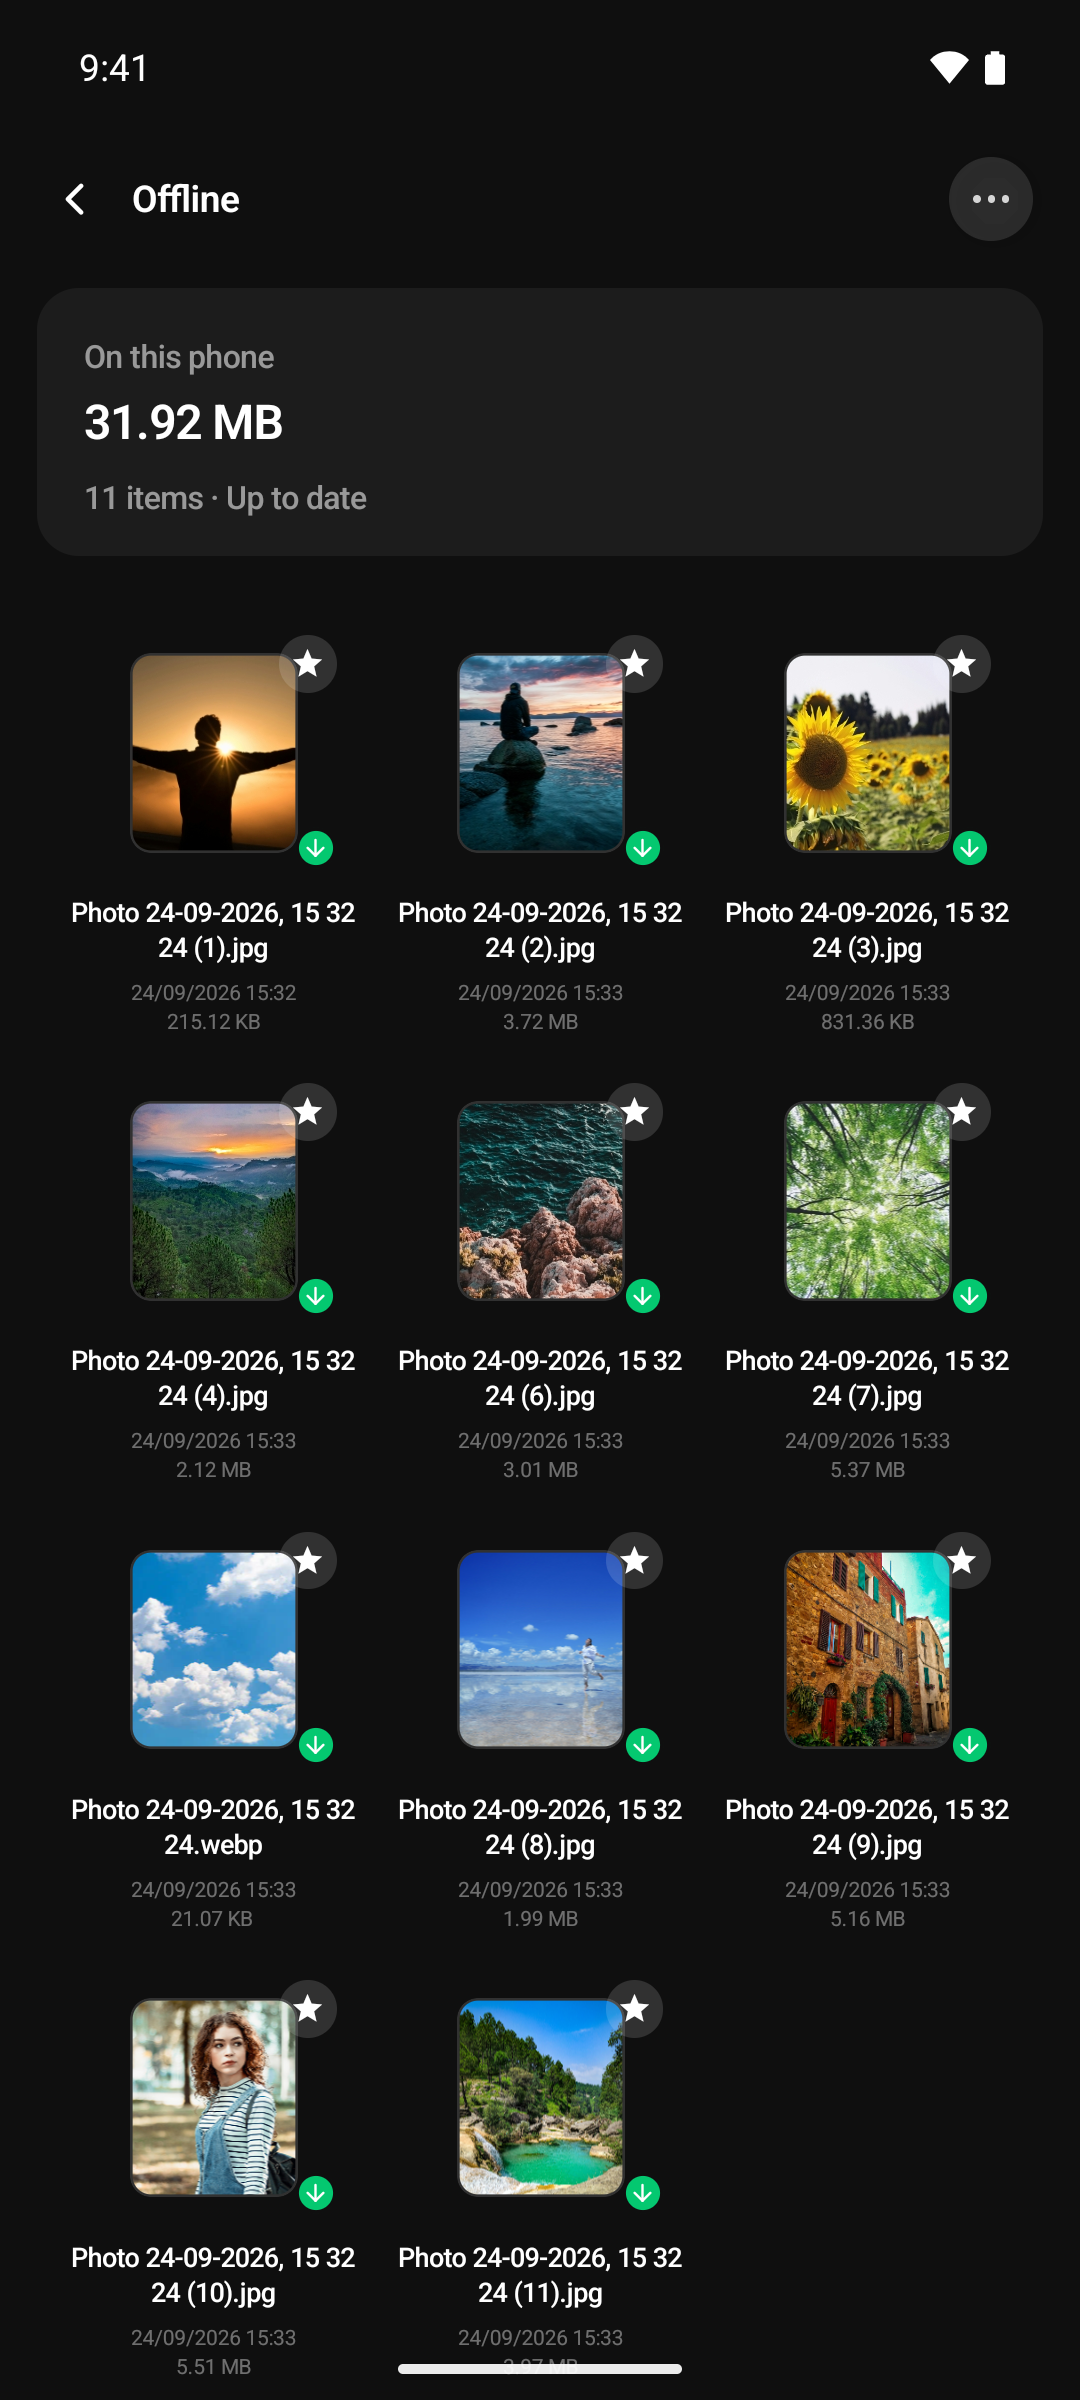 9:41
Offline
On this phone
31.92 MB
11 items · Up to date
Photo 24-09-2026, 15 32
24 (1).jpg
24/09/2026 15:32
215.12 KB
Photo 24-09-2026, 15 32
24 (2).jpg
24/09/2026 15:33
3.72 MB
Photo 24-09-2026, 15 32
24 (3).jpg
24/09/2026 15:33
831.36 KB
Photo 24-09-2026, 15 32
24 (4).jpg
24/09/2026 15:33
2.12 MB
Photo 24-09-2026, 15 32
24 (6).jpg
24/09/2026 15:33
3.01 MB
Photo 24-09-2026, 15 32
24 (7).jpg
24/09/2026 15:33
5.37 MB
Photo 24-09-2026, 15 32
24.webp
24/09/2026 15:33
21.07 KB
Photo 24-09-2026, 15 32
24 (8).jpg
24/09/2026 15:33
1.99 MB
Photo 24-09-2026, 15 32
24 (9).jpg
24/09/2026 15:33
5.16 MB
Photo 24-09-2026, 15 32
24 (10).jpg
24/09/2026 15:33
5.51 MB
Photo 24-09-2026, 15 32
24 (11).jpg
24/09/2026 15:33